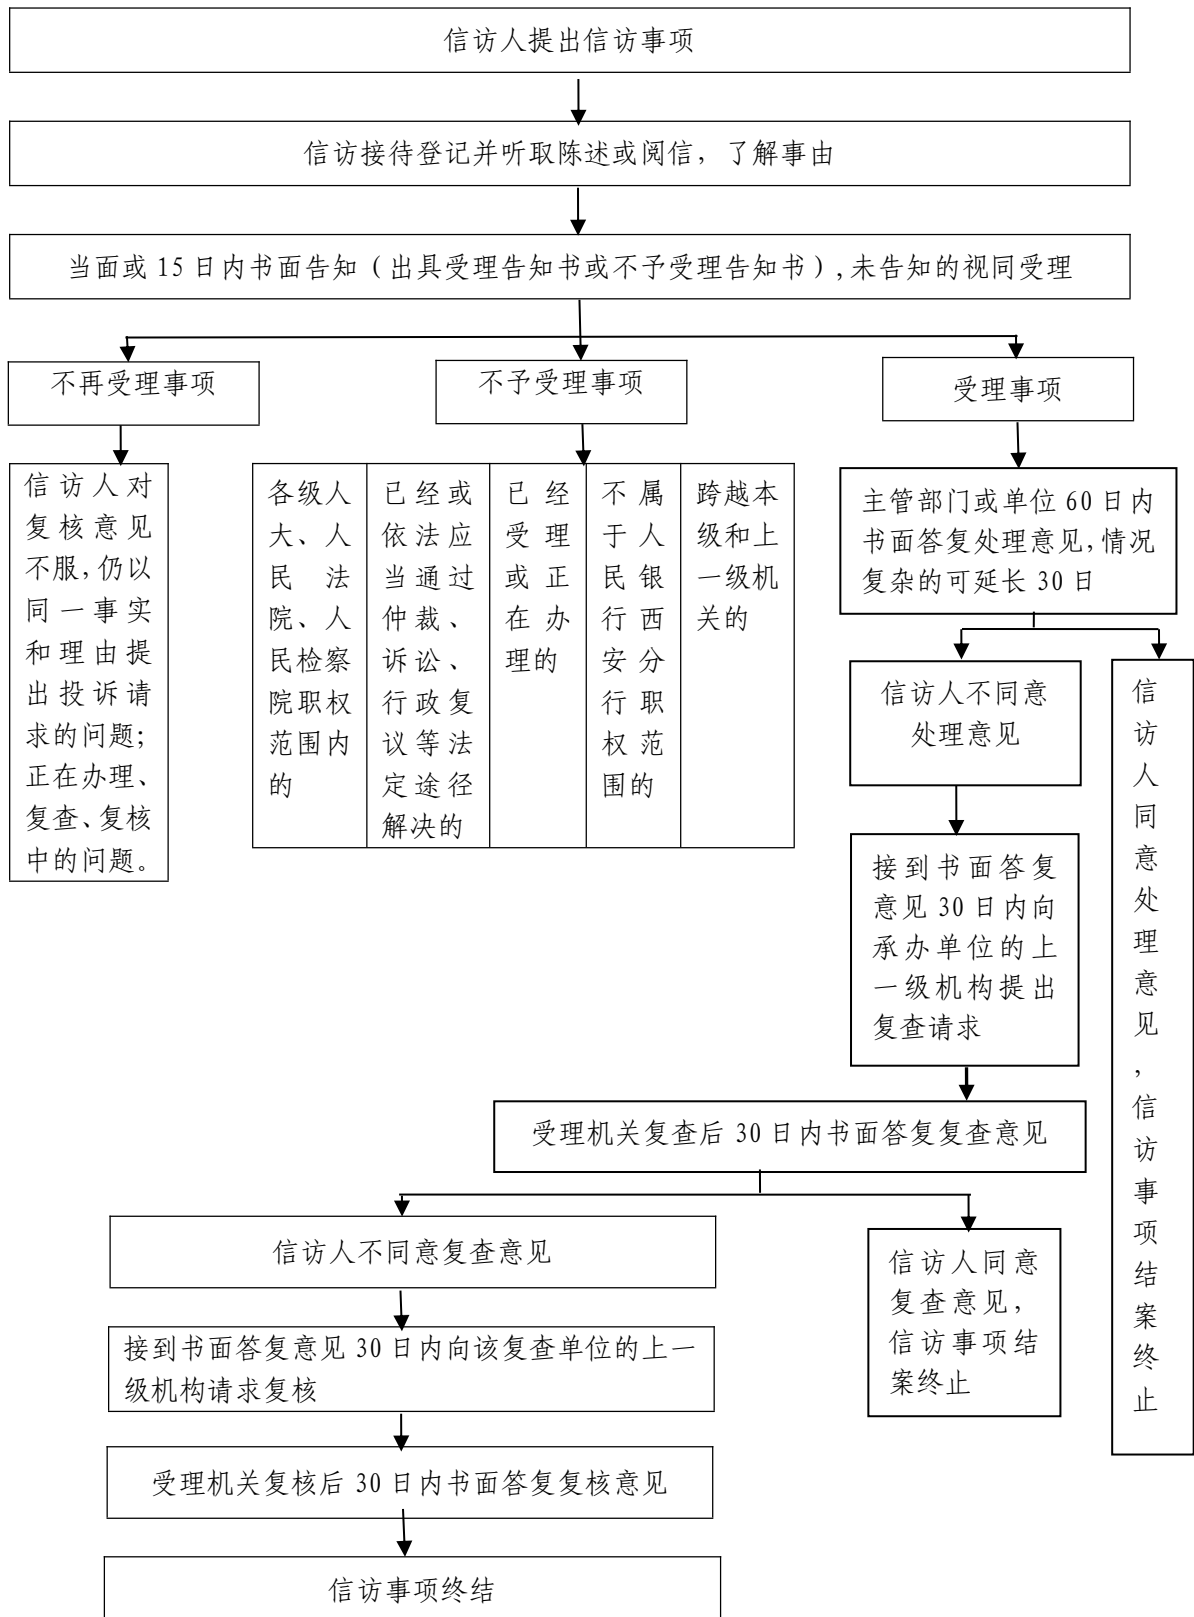 信访人提出信访事项
信访接待登记并听取陈述或阅信，了解事由
当面或 15 日内书面告知（出具受理告知书或不予受理告知书）,未告知的视同受理
不再受理事项
不予受理事项
受理事项
信访人对
复核意见
不服，仍以
同一事实
和理由提
出投诉请
求的问题；
正在办理、
复查、复核
中的问题。
各级人
大、人
民法
院、人
民检察
院职权
范围内
的
已经或
依法应
当通过
仲裁、
诉讼、
行政复
议等法
定途径
解决的
已经
受理
或正
在办
理的
不属
于人
民银
行西
安分
行职
权范
围的
跨越本
级和上
一级机
关的
主管部门或单位 60 日内
书面答复处理意见，情况
复杂的可延长 30 日
信访人不同意
处理意见
信访人同意处理意见，信访事项结案终止
接到书面答复
意见 30 日内向
承办单位的上
一级机构提出
复查请求
受理机关复查后 30 日内书面答复复查意见
信访人不同意复查意见
信访人同意
复查意见，
信访事项结
案终止
接到书面答复意见 30 日内向该复查单位的上一
级机构请求复核
受理机关复核后 30 日内书面答复复核意见
信访事项终结